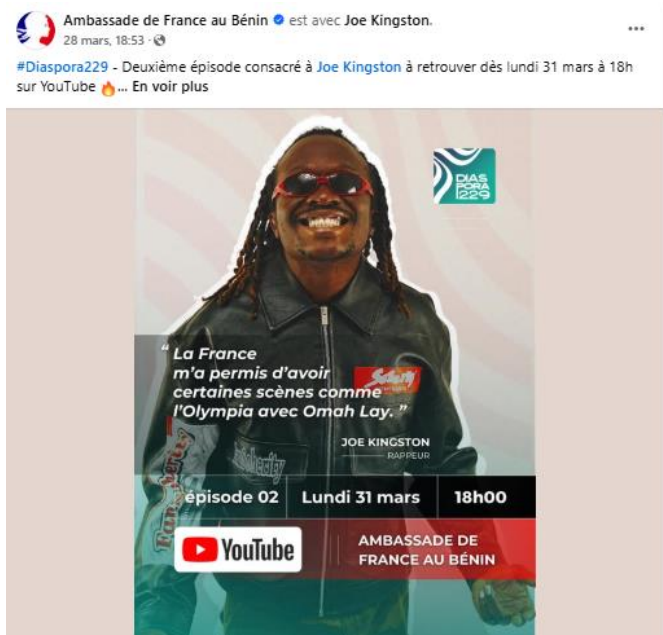 Ambassade de France au Bénin est avec Joe Kingston.
28 mars, 18:53 ·
#Diaspora229 - Deuxième épisode consacré à Joe Kingston à retrouver dès lundi 31 mars à 18h
sur YouTube 🔥... En voir plus
DIAS
PORA
229
“ La France
m’a permis d’avoir
certaines scènes comme
l’Olympia avec Omah Lay. ”
JOE KINGSTON
RAPPEUR
épisode 02 Lundi 31 mars 18h00
YouTube
AMBASSADE DE
FRANCE AU BÉNIN